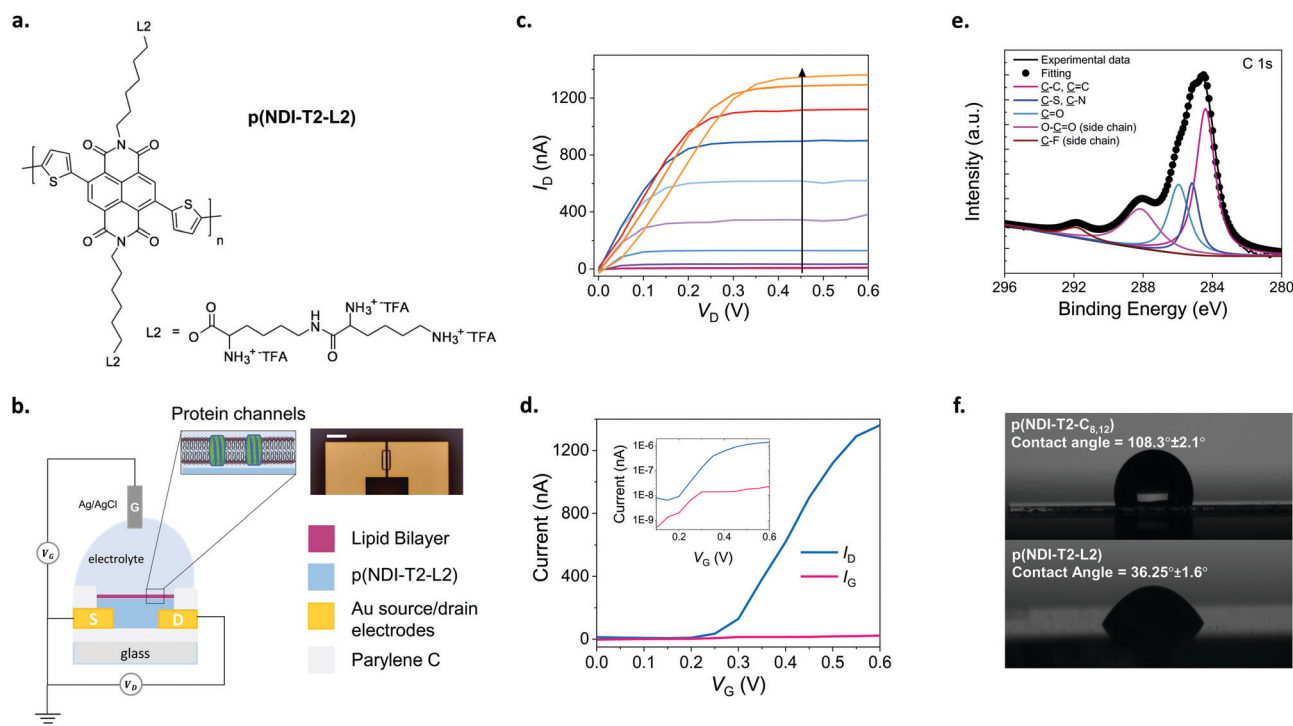 a.
L2
O
N
O
S
n
S
O
N
O
L2
p(NDI-T2-L2)
L2 =
O
O
NH3+-TFA
H
N
O
NH3+-TFA
NH3+-TFA
b.
Protein channels
Ag/AgCl
G
VG
electrolyte
S
D
glass
VD
Lipid Bilayer
p(NDI-T2-L2)
Au source/drain
electrodes
Parylene C
c.
ID (nA)
1200
800
400
0
0.0 0.1 0.2 0.3 0.4 0.5 0.6
VD (V)
d.
Current (nA)
1200
800
400
0
0.0 0.1 0.2 0.3 0.4 0.5 0.6
VG (V)
Current (nA)
1E-6
1E-7
1E-8
1E-9
0.2 0.4 0.6
VG (V)
ID
IG
e.
Intensity (a.u.)
C 1s
Experimental data
Fitting
C-C, C=C
C-S, C-N
C=O
O-C=O (side chain)
C-F (side chain)
296 292 288 284 280
Binding Energy (eV)
f.
p(NDI-T2-C8,12)
Contact angle = 108.3°±2.1°
p(NDI-T2-L2)
Contact Angle = 36.25°±1.6°